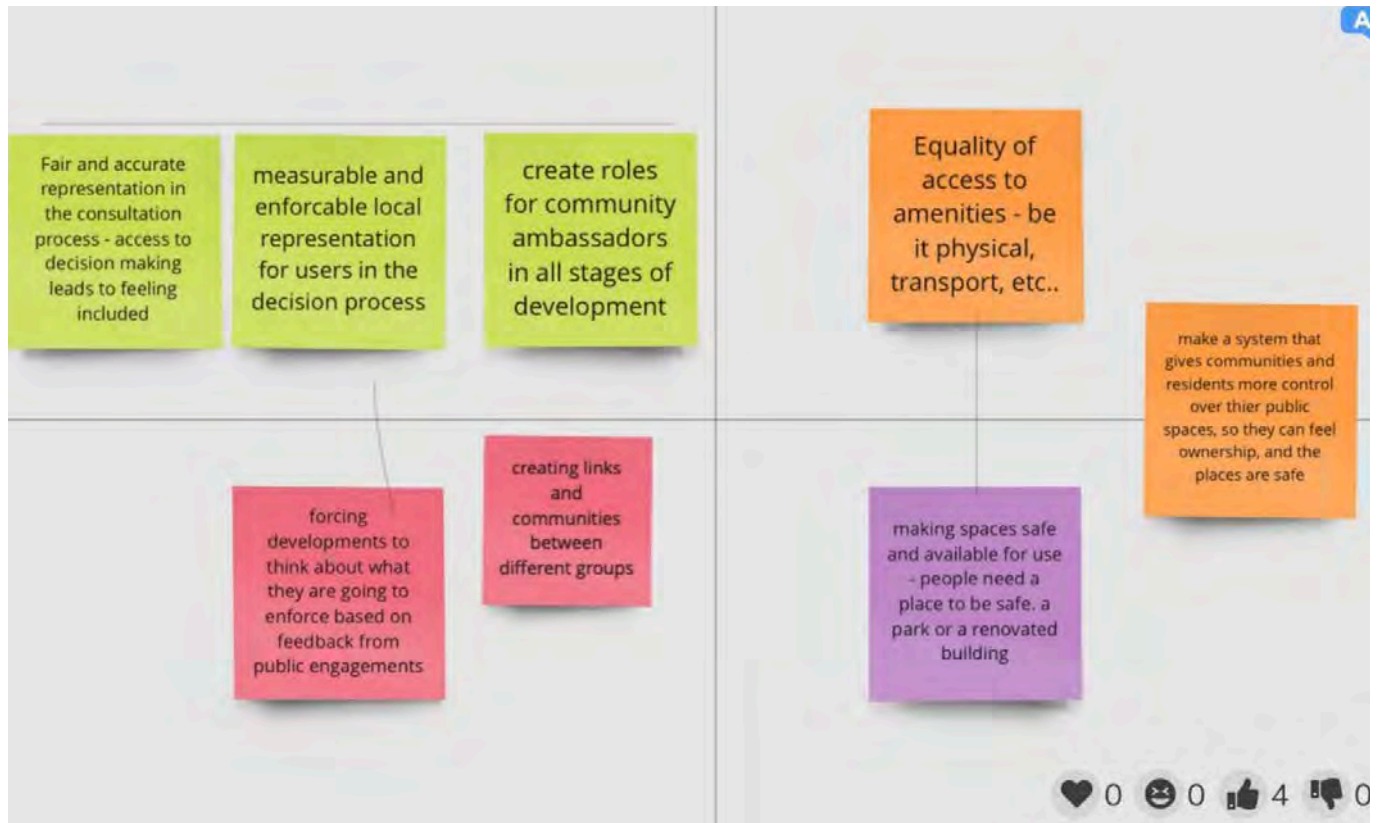 A
Fair and accurate
representation in
the consultation
process - access to
decision making
leads to feeling
included
measurable and
enforcable local
representation
for users in the
decision process
create roles
for community
ambassadors
in all stages of
development
Equality of
access to
amenities - be
it physical,
transport, etc..
make a system that
gives communities and
residents more control
over thier public
spaces, so they can feel
ownership, and the
places are safe
forcing
developments to
think about what
they are going to
enforce based on
feedback from
public engagements
creating links
and
communities
between
different groups
making spaces safe
and available for use
- people need a
place to be safe. a
park or a renovated
building
0 0 4 0